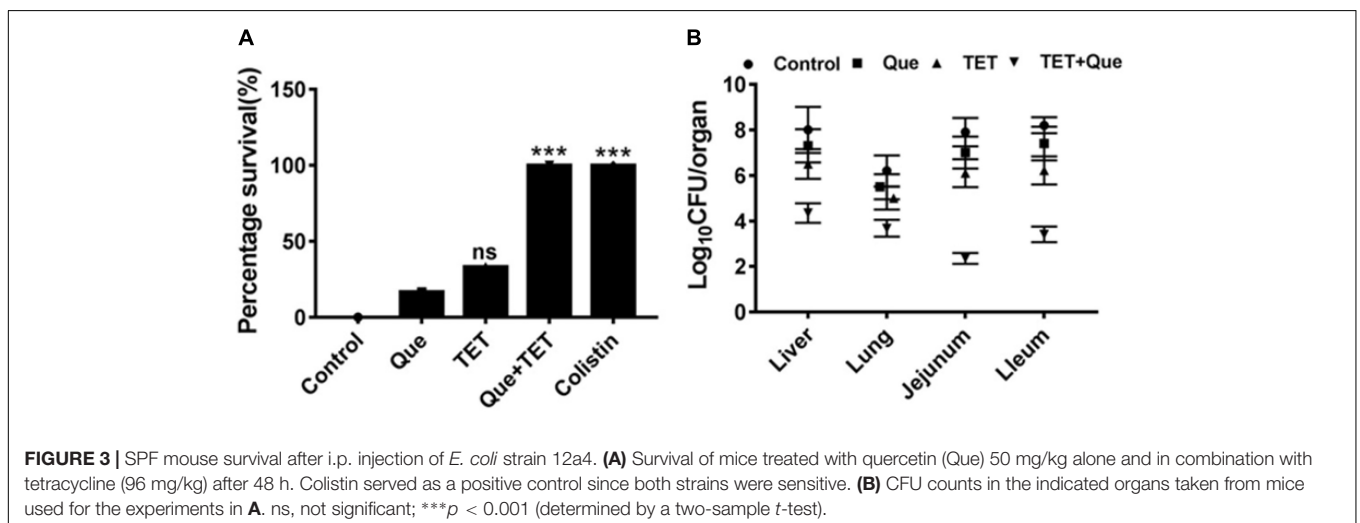 A
B
Control Que TET TET+Que
Percentage survival(%)
150
100
50
0
ns
***
***
Control
Que
TET
Que+TET
Colistin
Log10CFU/organ
10
8
6
4
2
0
Liver
Lung
Jejunum
Lleum
FIGURE 3 | SPF mouse survival after i.p. injection of E. coli strain 12a4. (A) Survival of mice treated with quercetin (Que) 50 mg/kg alone and in combination with
tetracycline (96 mg/kg) after 48 h. Colistin served as a positive control since both strains were sensitive. (B) CFU counts in the indicated organs taken from mice
used for the experiments in A. ns, not significant; ***p < 0.001 (determined by a two-sample t-test).